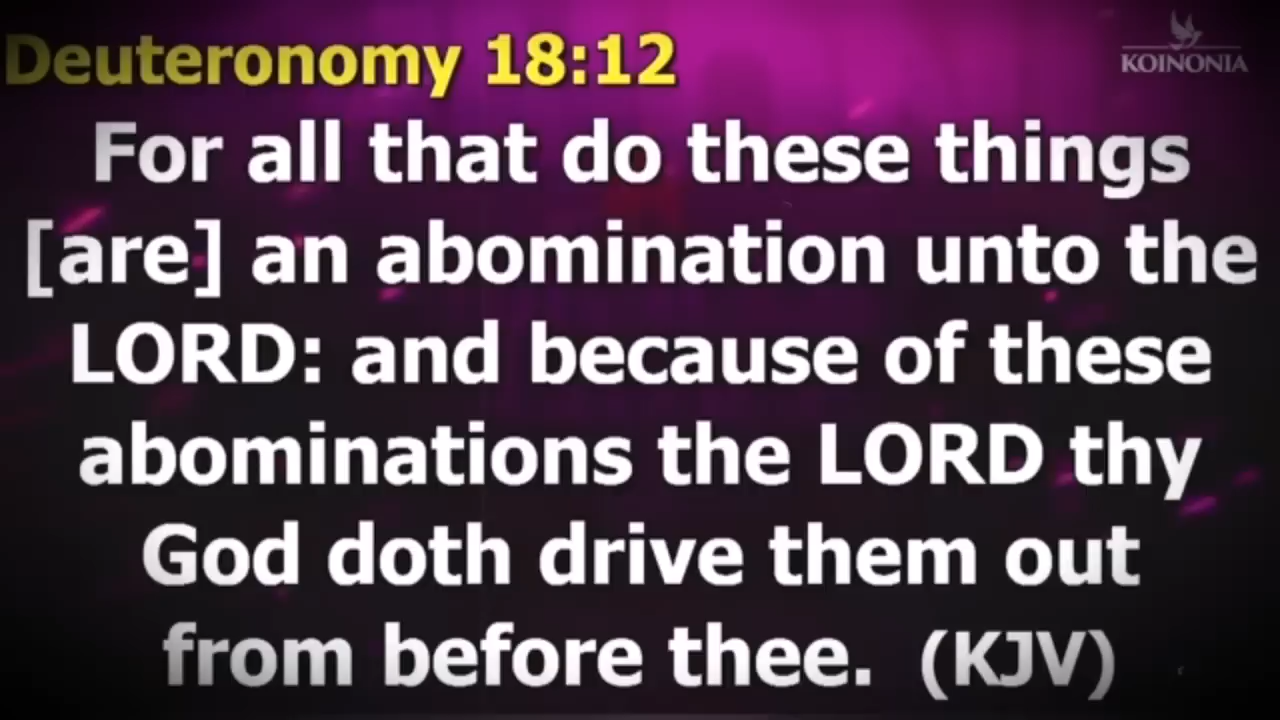 Deuteronomy 18:12
KOINONIA
For all that do these things
[are] an abomination unto the
LORD: and because of these
abominations the LORD thy
God doth drive them out
from before thee.  (KJV)